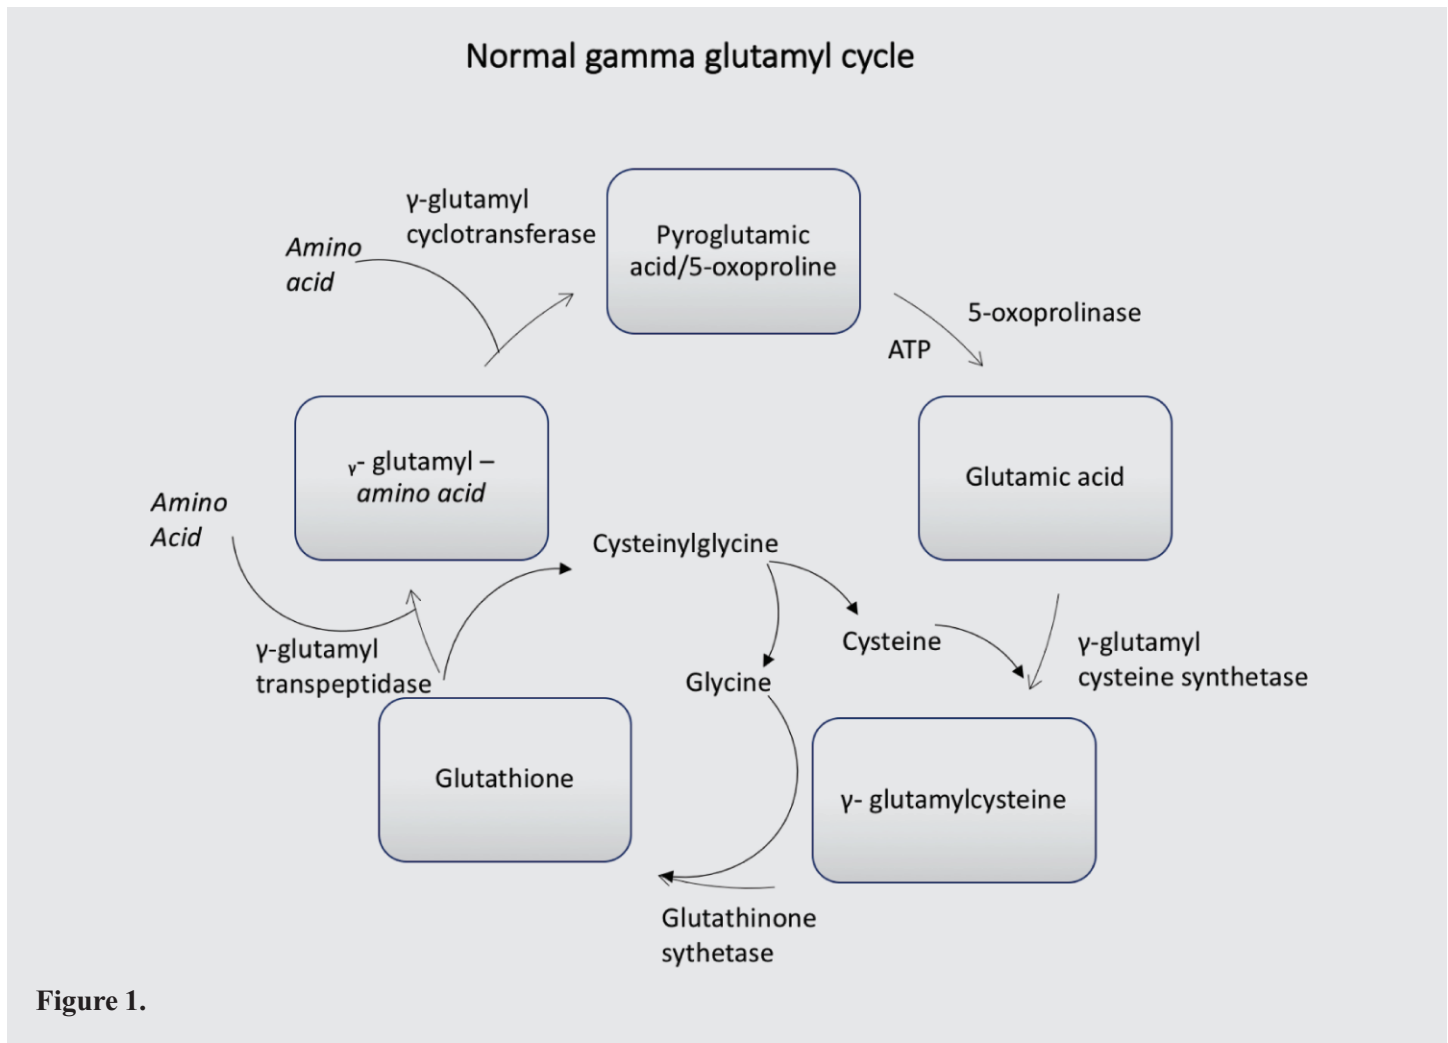 Normal gamma glutamyl cycle
γ-glutamyl
cyclotransferase
Amino
acid
Pyroglutamic
acid/5-oxoproline
5-oxoprolinase
ATP
γ- glutamyl –
amino acid
Glutamic acid
Amino
Acid
Cysteinylglycine
Cysteine
γ-glutamyl
transpeptidase
Glycine
γ-glutamyl
cysteine synthetase
Glutathione
γ- glutamylcysteine
Glutathinone
sythetase
Figure 1.